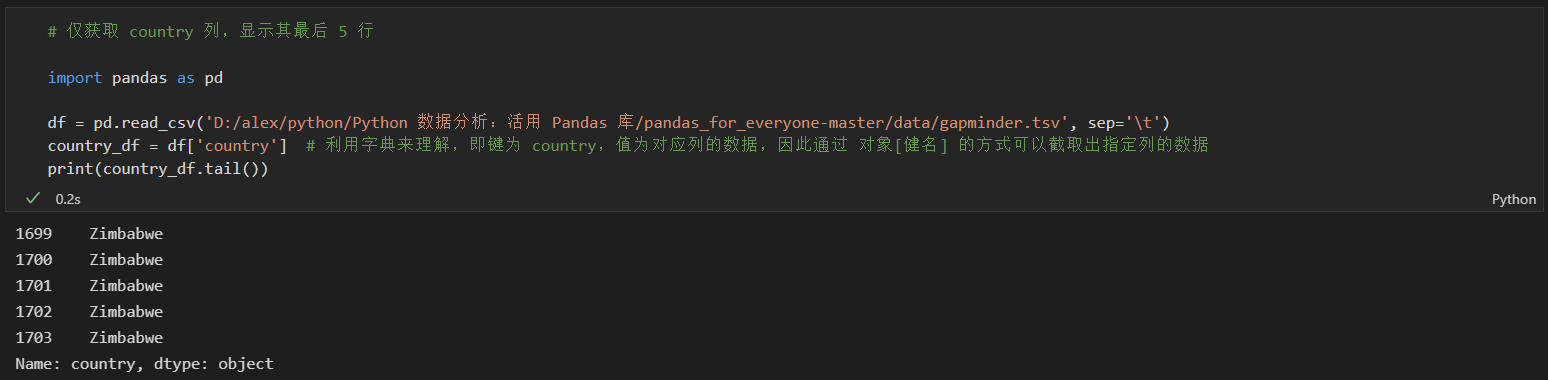 # 仅获取 country 列，显示其最后 5 行
import pandas as pd
df = pd.read_csv('D:/alex/python/Python 数据分析：活用 Pandas 库/pandas_for_everyone-master/data/gapminder.tsv', sep='\t')
country_df = df['country']  # 利用字典来理解，即键为 country，值为对应列的数据，因此通过 对象[健名] 的方式可以截取出指定列的数据
print(country_df.tail())
0.2s Python
1699    Zimbabwe
1700    Zimbabwe
1701    Zimbabwe
1702    Zimbabwe
1703    Zimbabwe
Name: country, dtype: object